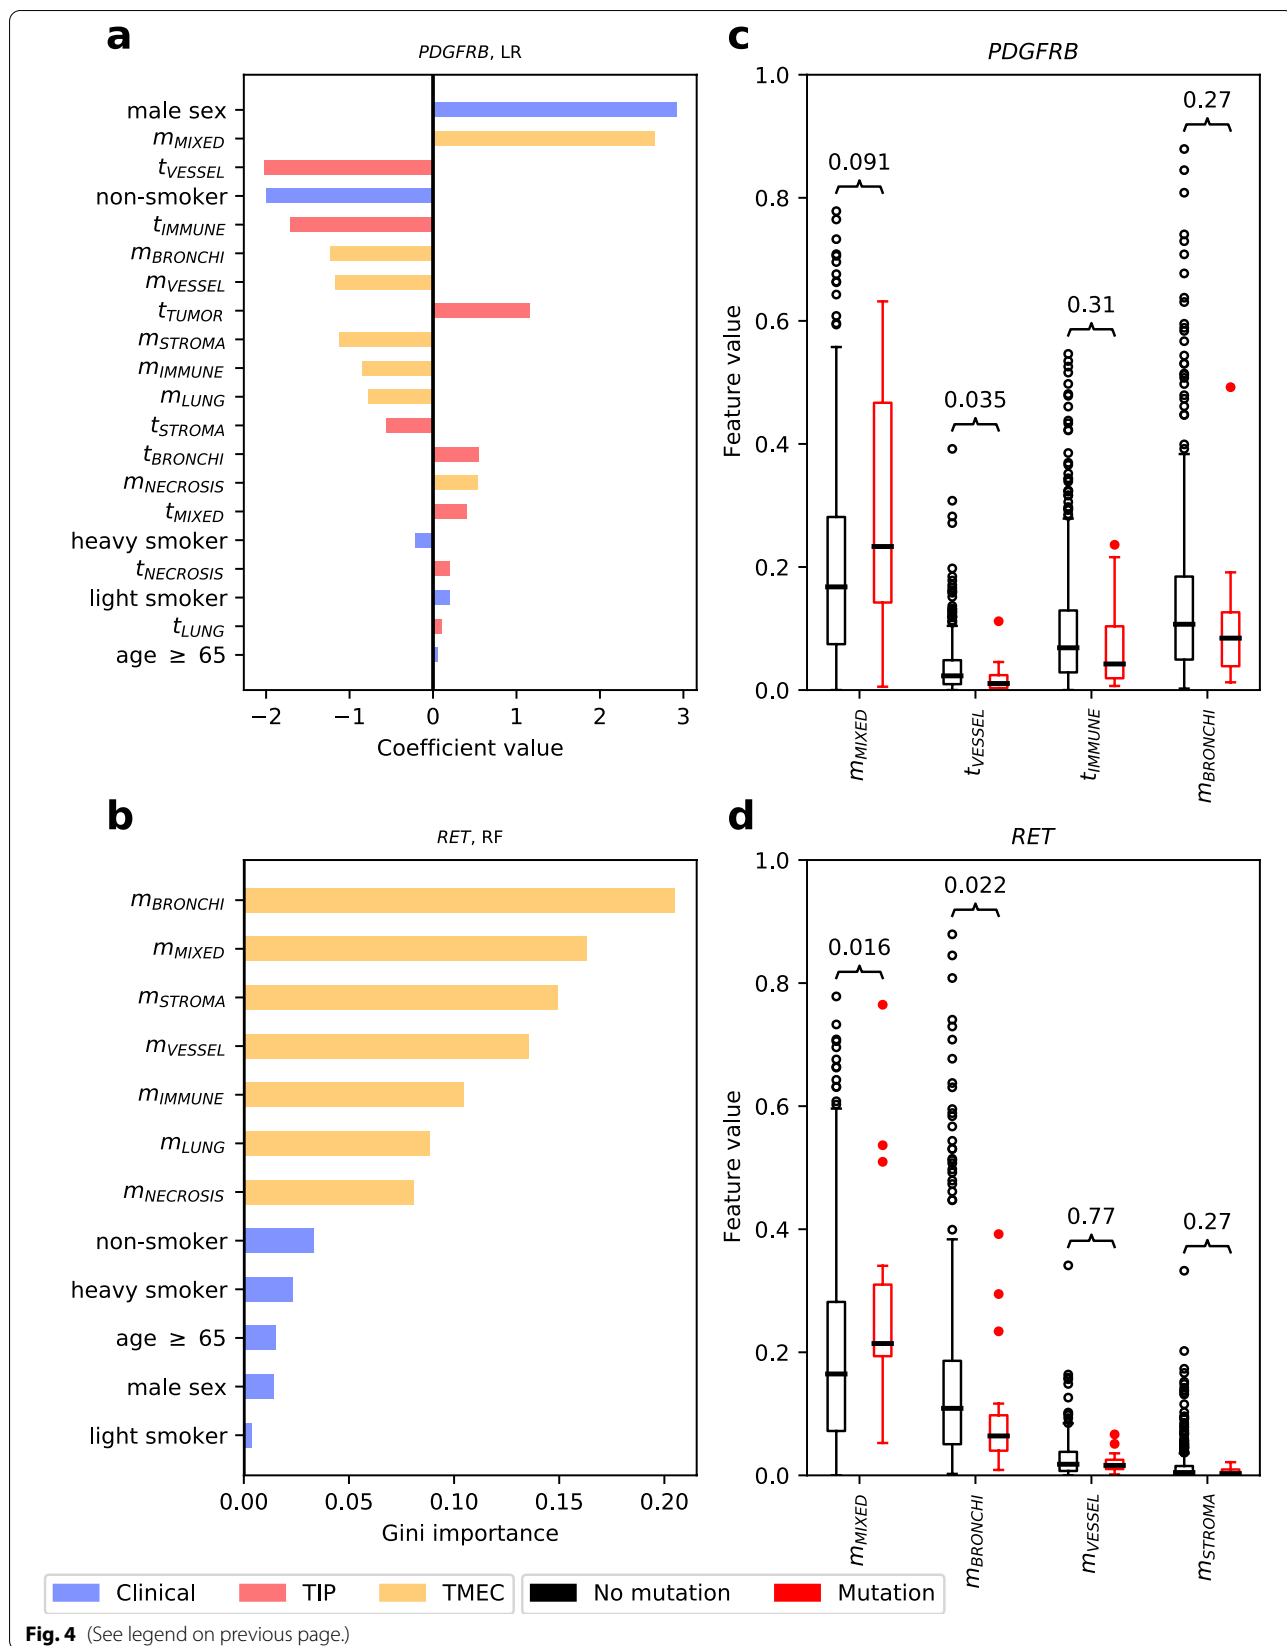 a
PDGFRB, LR
male sex
mMIXED
tVESSEL
non-smoker
tIMMUNE
mBRONCHI
mVESSEL
tTUMOR
mSTROMA
mIMMUNE
mLUNG
tSTROMA
tBRONCHI
mNECROSIS
tMIXED
heavy smoker
tNECROSIS
light smoker
tLUNG
age ≥ 65
−2 −1 0 1 2 3
Coefficient value
c
PDGFRB
1.0
0.8
0.6
0.4
0.2
0.0
Feature value
0.091
0.035
0.31
0.27
mMIXED
tVESSEL
tIMMUNE
mBRONCHI
b
RET, RF
mBRONCHI
mMIXED
mSTROMA
mVESSEL
mIMMUNE
mLUNG
mNECROSIS
non-smoker
heavy smoker
age ≥ 65
male sex
light smoker
0.00 0.05 0.10 0.15 0.20
Gini importance
d
RET
1.0
0.8
0.6
0.4
0.2
0.0
Feature value
0.016
0.022
0.77
0.27
mMIXED
mBRONCHI
mVESSEL
mSTROMA
Clinical TIP TMEC No mutation Mutation
Fig. 4 (See legend on previous page.)